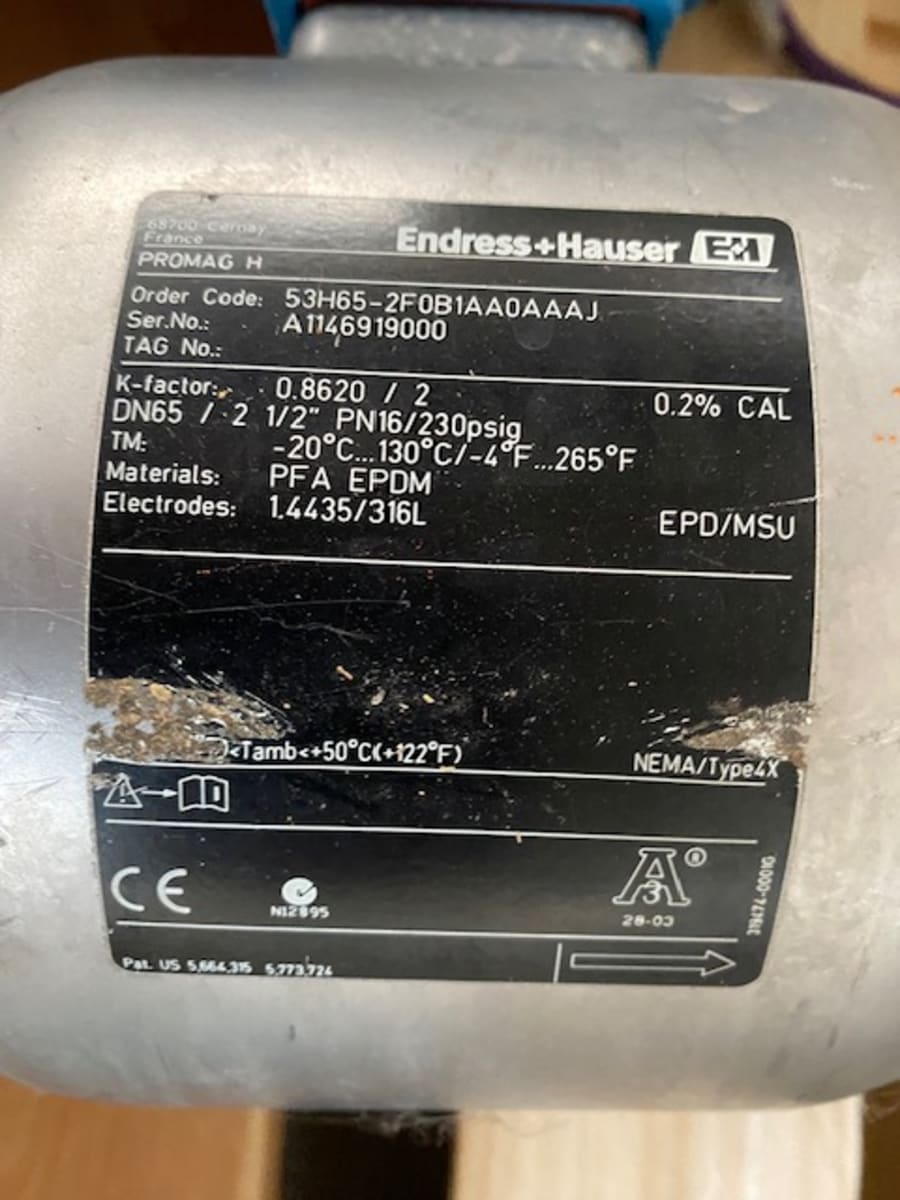 68700 Cernay
France
Endress+Hauser E+H
PROMAG H
Order Code: 53H65-2F0B1AA0AAAJ
Ser.No.: A1146919000
TAG No.:
K-factor: 0.8620 / 2 0.2% CAL
DN65 / 2 1/2" PN16/230psig
TM: -20°C...130°C/-4°F...265°F
Materials: PFA EPDM
Electrodes: 1.4435/316L EPD/MSU
)<Tamb<+50°C(+122°F) NEMA/Type4X
CE N12895 A3® 28-03
319474-0001G
Pat. US 5,664,315 5,773,724